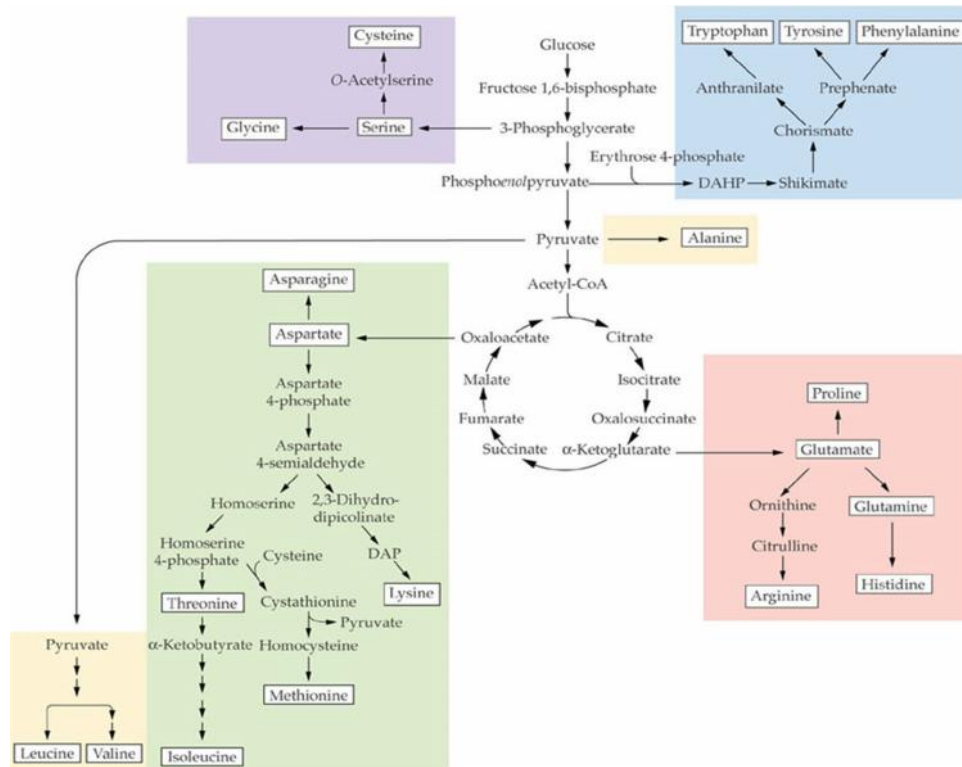 Cysteine
O-Acetylserine
Glycine
Serine
Glucose
Fructose 1,6-bisphosphate
3-Phosphoglycerate
Erythrose 4-phosphate
Phosphoenolpyruvate
DAHP
Shikimate
Chorismate
Anthranilate
Prephenate
Tryptophan
Tyrosine
Phenylalanine
Pyruvate
Alanine
Acetyl-CoA
Oxaloacetate
Citrate
Malate
Isocitrate
Fumarate
Oxalosuccinate
Succinate
α-Ketoglutarate
Asparagine
Aspartate
Aspartate
4-phosphate
Aspartate
4-semialdehyde
Homoserine
2,3-Dihydro-
dipicolinate
Homoserine
4-phosphate
Cysteine
DAP
Threonine
Cystathionine
Lysine
Pyruvate
α-Ketobutyrate
Homocysteine
Methionine
Isoleucine
Proline
Glutamate
Ornithine
Glutamine
Citrulline
Arginine
Histidine
Pyruvate
Leucine
Valine